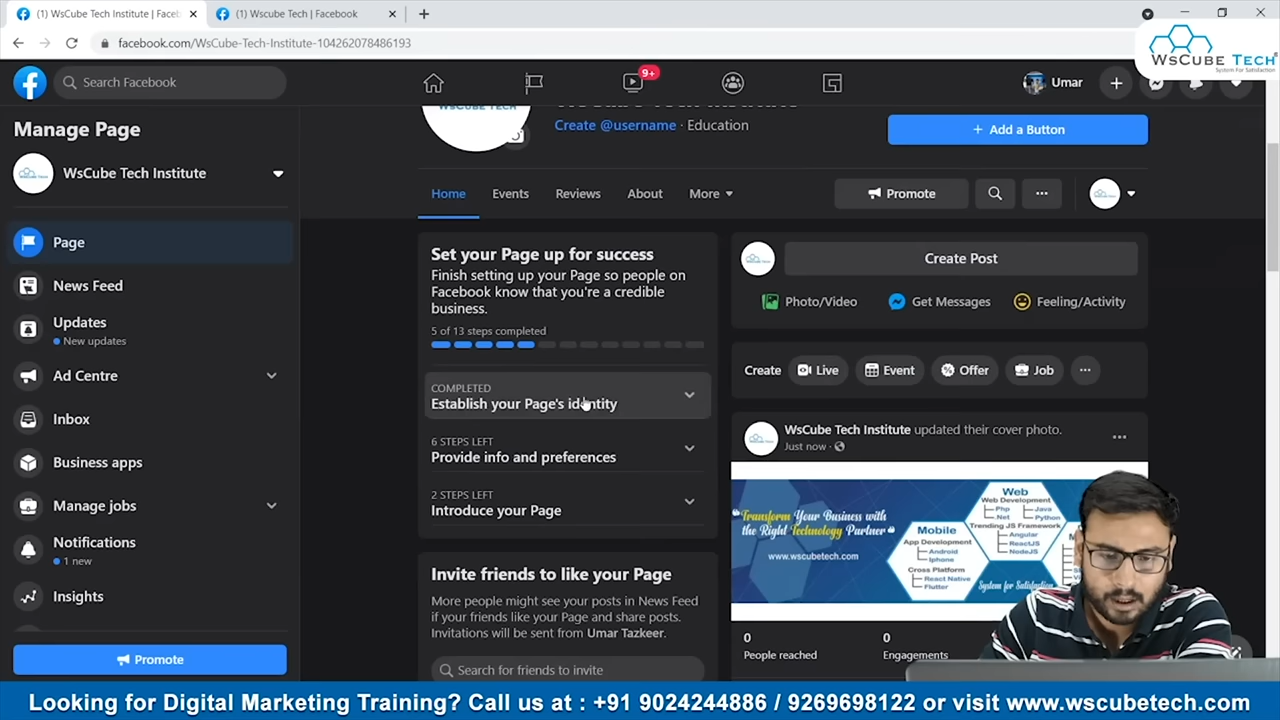 (1) WsCube Tech Institute | Faceb
(1) Wscube Tech | Facebook
facebook.com/WsCube-Tech-Institute-104262078486193
WsCube Tech
System For Satisfaction
Search Facebook
9+
Umar
Manage Page
WsCube Tech Institute
Page
News Feed
Updates
New updates
Ad Centre
Inbox
Business apps
Manage jobs
Notifications
1 new
Insights
Promote
Create @username · Education
+ Add a Button
Home
Events
Reviews
About
More
Promote
Set your Page up for success
Finish setting up your Page so people on
Facebook know that you're a credible
business.
5 of 13 steps completed
COMPLETED
Establish your Page's identity
6 STEPS LEFT
Provide info and preferences
2 STEPS LEFT
Introduce your Page
Invite friends to like your Page
More people might see your posts in News Feed
if your friends like your Page and share posts.
Invitations will be sent from Umar Tazkeer.
Search for friends to invite
Create Post
Photo/Video
Get Messages
Feeling/Activity
Create
Live
Event
Offer
Job
WsCube Tech Institute updated their cover photo.
Just now
"Transform Your Business with
the Right Technology Partner"
www.wscubetech.com
Mobile
App Development
Android
Iphone
Cross Platform
React Native
Flutter
Web
Web Development
Php
Java
.Net
Python
Trending JS Framework
Angular
ReactJS
NodeJS
System for Satisfaction
0
People reached
0
Engagements
Looking for Digital Marketing Training? Call us at : +91 9024244886 / 9269698122 or visit www.wscubetech.com